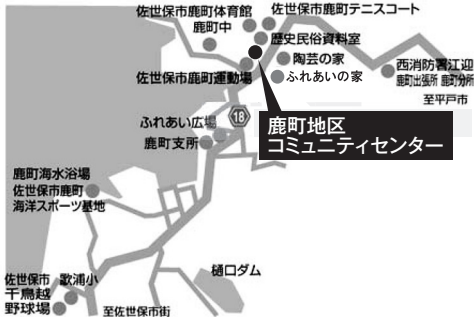 佐世保市鹿町体育館
佐世保市鹿町テニスコート
鹿町中
歴史民俗資料室
陶芸の家
西消防署江迎
鹿町出張所 鹿町分所
佐世保市鹿町運動場
ふれあいの家
至平戸市
ふれあい広場
18
鹿町支所
鹿町地区
コミュニティセンター
鹿町海水浴場
佐世保市鹿町
海洋スポーツ基地
佐世保市
千鳥越
野球場
歌浦小
樋口ダム
至佐世保市街